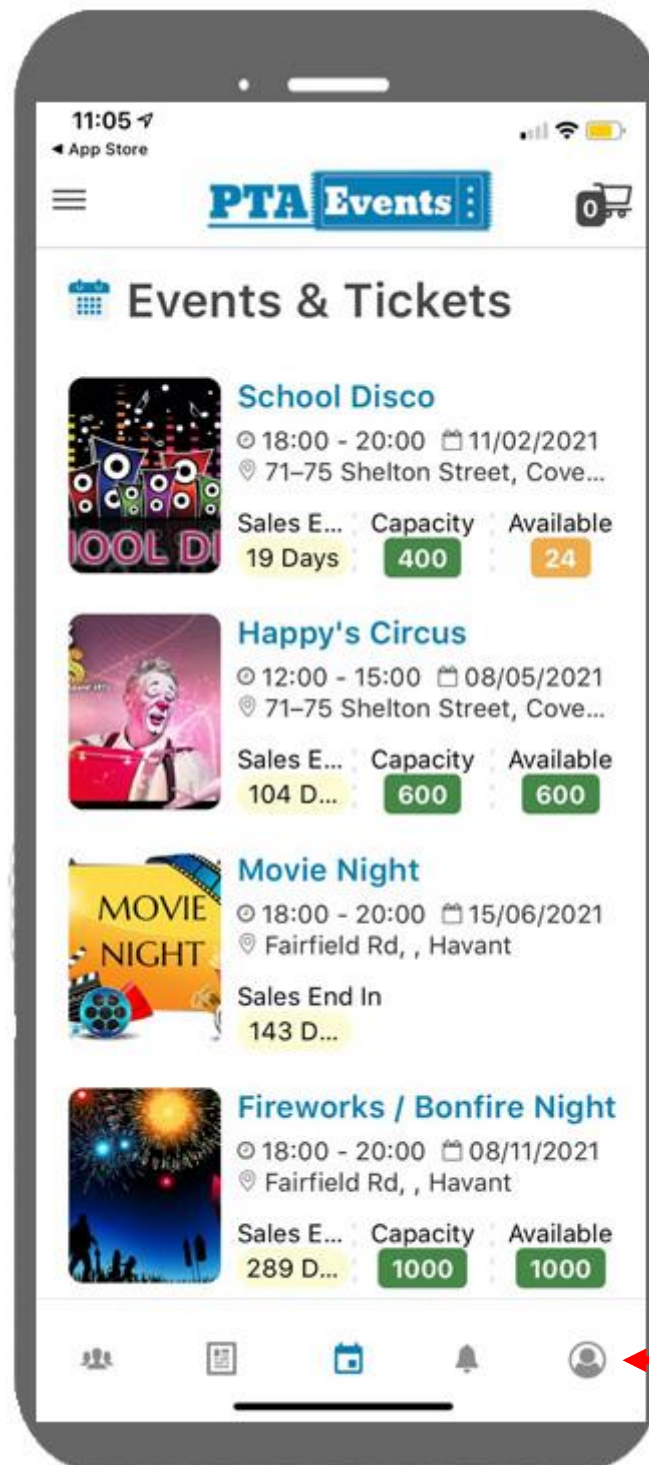 11:05
◀ App Store
PTA Events
0
Events & Tickets
School Disco
18:00 - 20:00 11/02/2021
71–75 Shelton Street, Cove...
Sales E... Capacity Available
19 Days 400 24
OOL DI
Happy's Circus
12:00 - 15:00 08/05/2021
71–75 Shelton Street, Cove...
Sales E... Capacity Available
104 D... 600 600
Movie Night
MOVIE
NIGHT
18:00 - 20:00 15/06/2021
Fairfield Rd, , Havant
Sales End In
143 D...
Fireworks / Bonfire Night
18:00 - 20:00 08/11/2021
Fairfield Rd, , Havant
Sales E... Capacity Available
289 D... 1000 1000